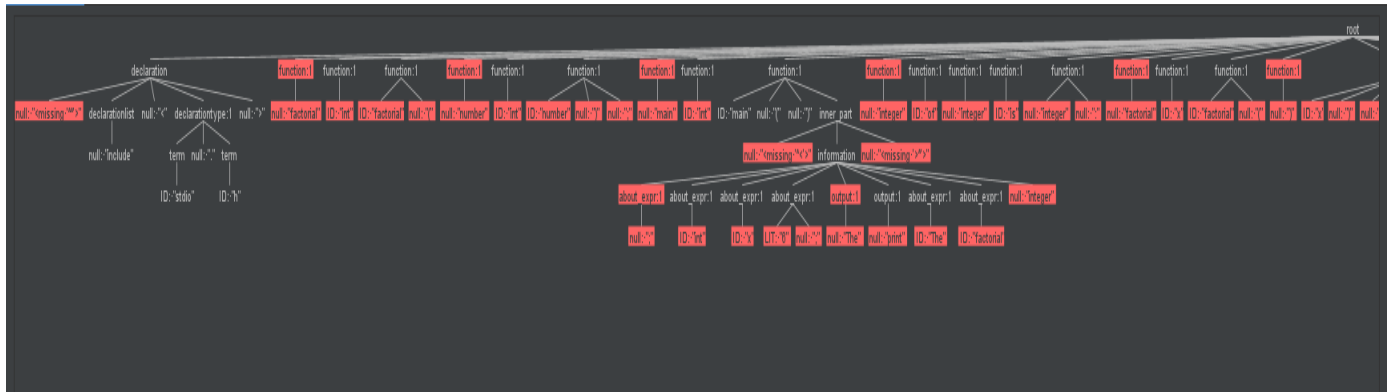 root
declaration function:1 function:1 function:1 function:1 function:1 function:1 function:1 function:1 function:1 function:1 function:1 function:1 function:1 function:1 function:1 function:1 function:1 function:1
null:"<missing '#'>" declarationlist null:"<" declarationtype:1 null:">" null:"factorial" ID:"int" ID:"factorial" null:"(" null:"number" ID:"int" ID:"number" null:")" null:";" null:"main" ID:"int" ID:"main" null:"(" null:")" inner_part null:"integer" ID:"of" null:"integer" ID:"is" null:"integer" null:"factorial" ID:"x" ID:"factorial" null:"(" null:")" ID:"x" null:")"
null:"include" term null:"." term null:"<missing '<'>" information null:"<missing '>'>"
ID:"stdio" ID:"h" about_expr:1 about_expr:1 about_expr:1 about_expr:1 output:1 output:1 about_expr:1 about_expr:1 null:"integer"
null:";" ID:"int" ID:"x" LIT:"8" null:";" null:"The" null:"print" ID:"The" ID:"factorial"